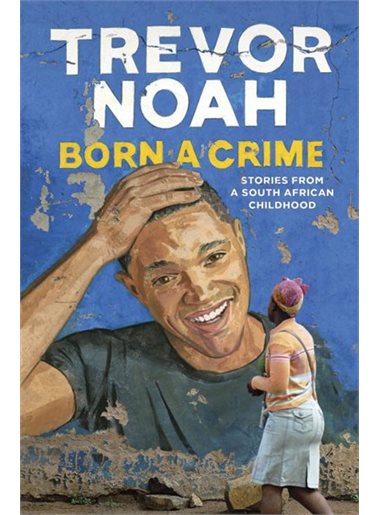 TREVOR
NOAH
BORN A CRIME
STORIES FROM
A SOUTH AFRICAN
CHILDHOOD